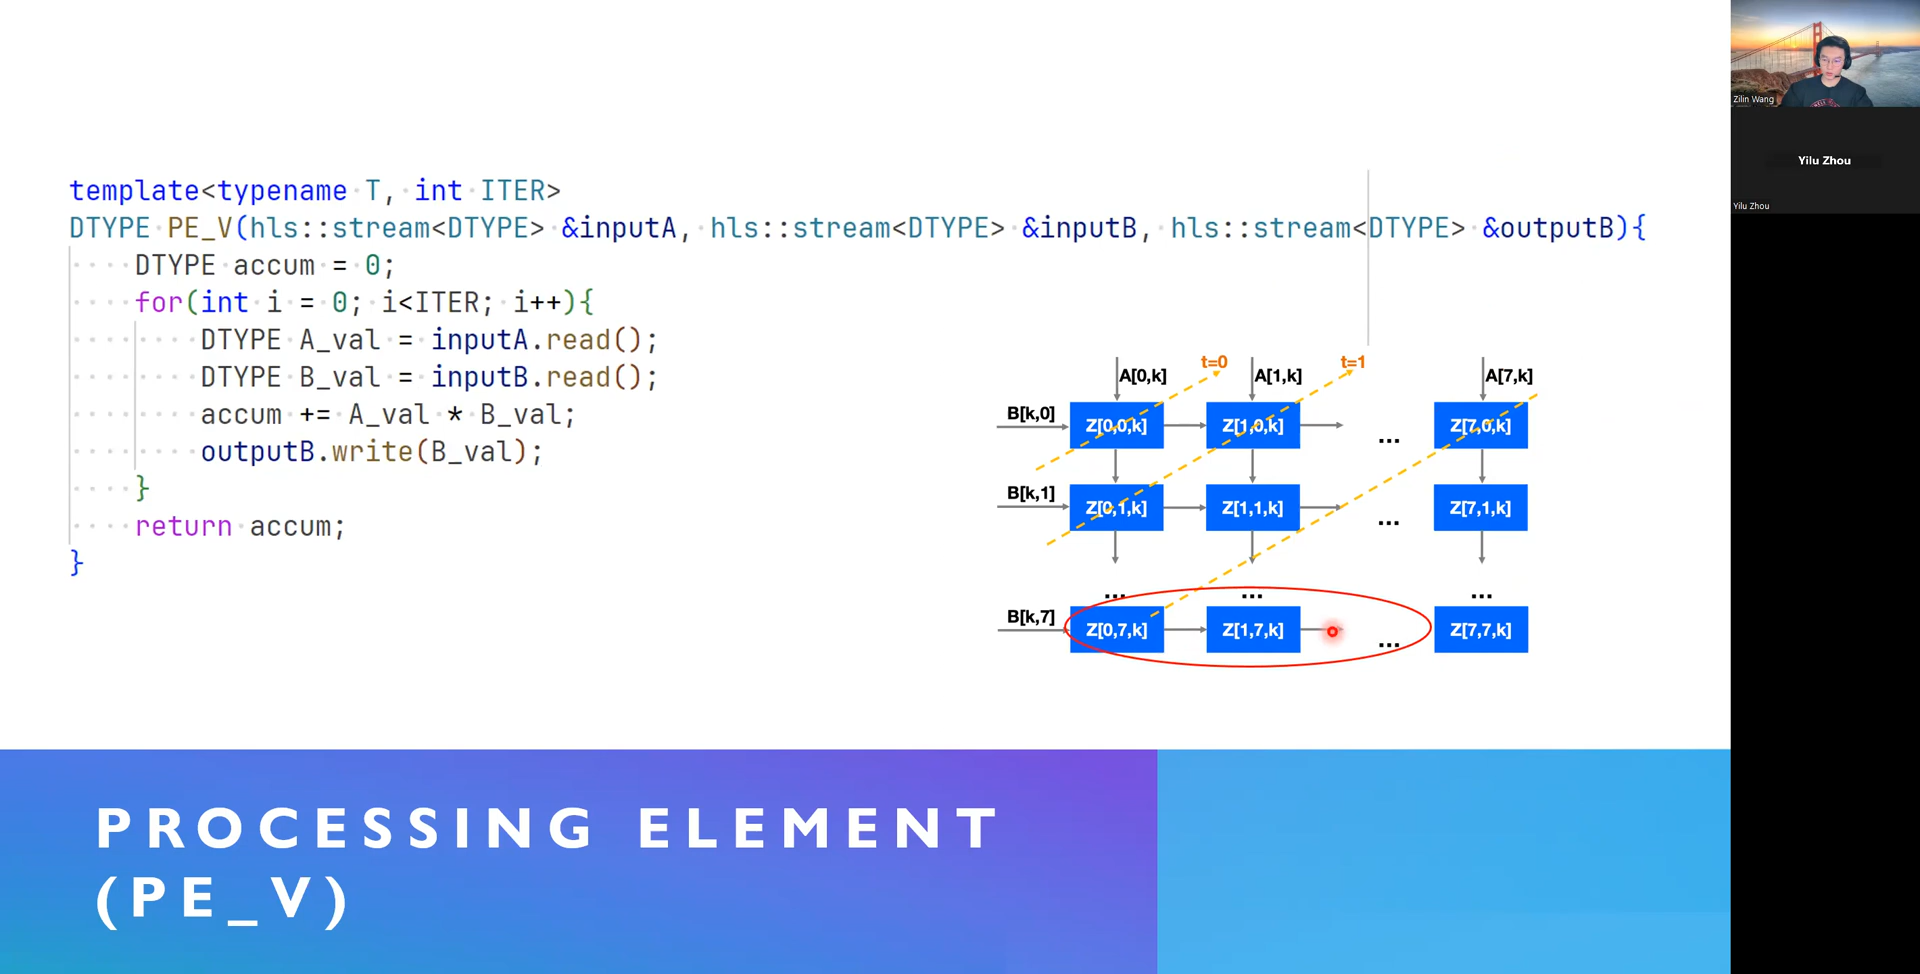 template<typename T, int ITER>
DTYPE PE_V(hls::stream<DTYPE> &inputA, hls::stream<DTYPE> &inputB, hls::stream<DTYPE> &outputB){
DTYPE accum = 0;
for(int i = 0; i<ITER; i++){
DTYPE A_val = inputA.read();
DTYPE B_val = inputB.read();
accum += A_val * B_val;
outputB.write(B_val);
}
return accum;
}
t=0 t=1
A[0,k] A[1,k] A[7,k]
B[k,0] Z[0,0,k] Z[1,0,k] ... Z[7,0,k]
B[k,1] Z[0,1,k] Z[1,1,k] ... Z[7,1,k]
... ... ...
B[k,7] Z[0,7,k] Z[1,7,k] ... Z[7,7,k]
PROCESSING ELEMENT
(PE_V)
Zilin Wang
Yilu Zhou
Yilu Zhou